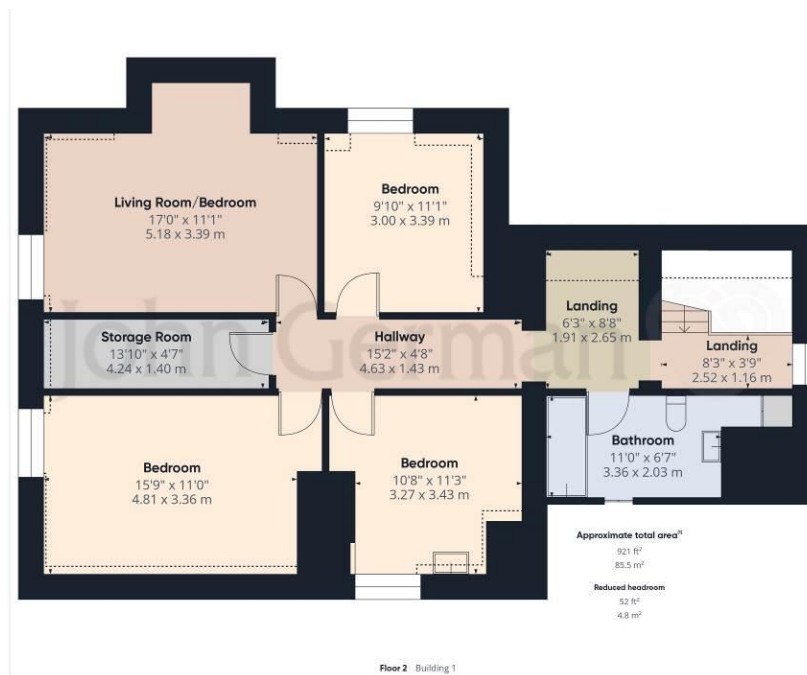 Living Room/Bedroom
17'0" x 11'1"
5.18 x 3.39 m
Bedroom
9'10" x 11'1"
3.00 x 3.39 m
Landing
6'3" x 8'8"
1.91 x 2.65 m
Landing
8'3" x 3'9"
2.52 x 1.16 m
Storage Room
13'10" x 4'7"
4.24 x 1.40 m
Hallway
15'2" x 4'8"
4.63 x 1.43 m
John German
Bedroom
15'9" x 11'0"
4.81 x 3.36 m
Bedroom
10'8" x 11'3"
3.27 x 3.43 m
Bathroom
11'0" x 6'7"
3.36 x 2.03 m
Approximate total area
921 ft²
85.5 m²
Reduced headroom
52 ft²
4.8 m²
Floor 2 Building 1